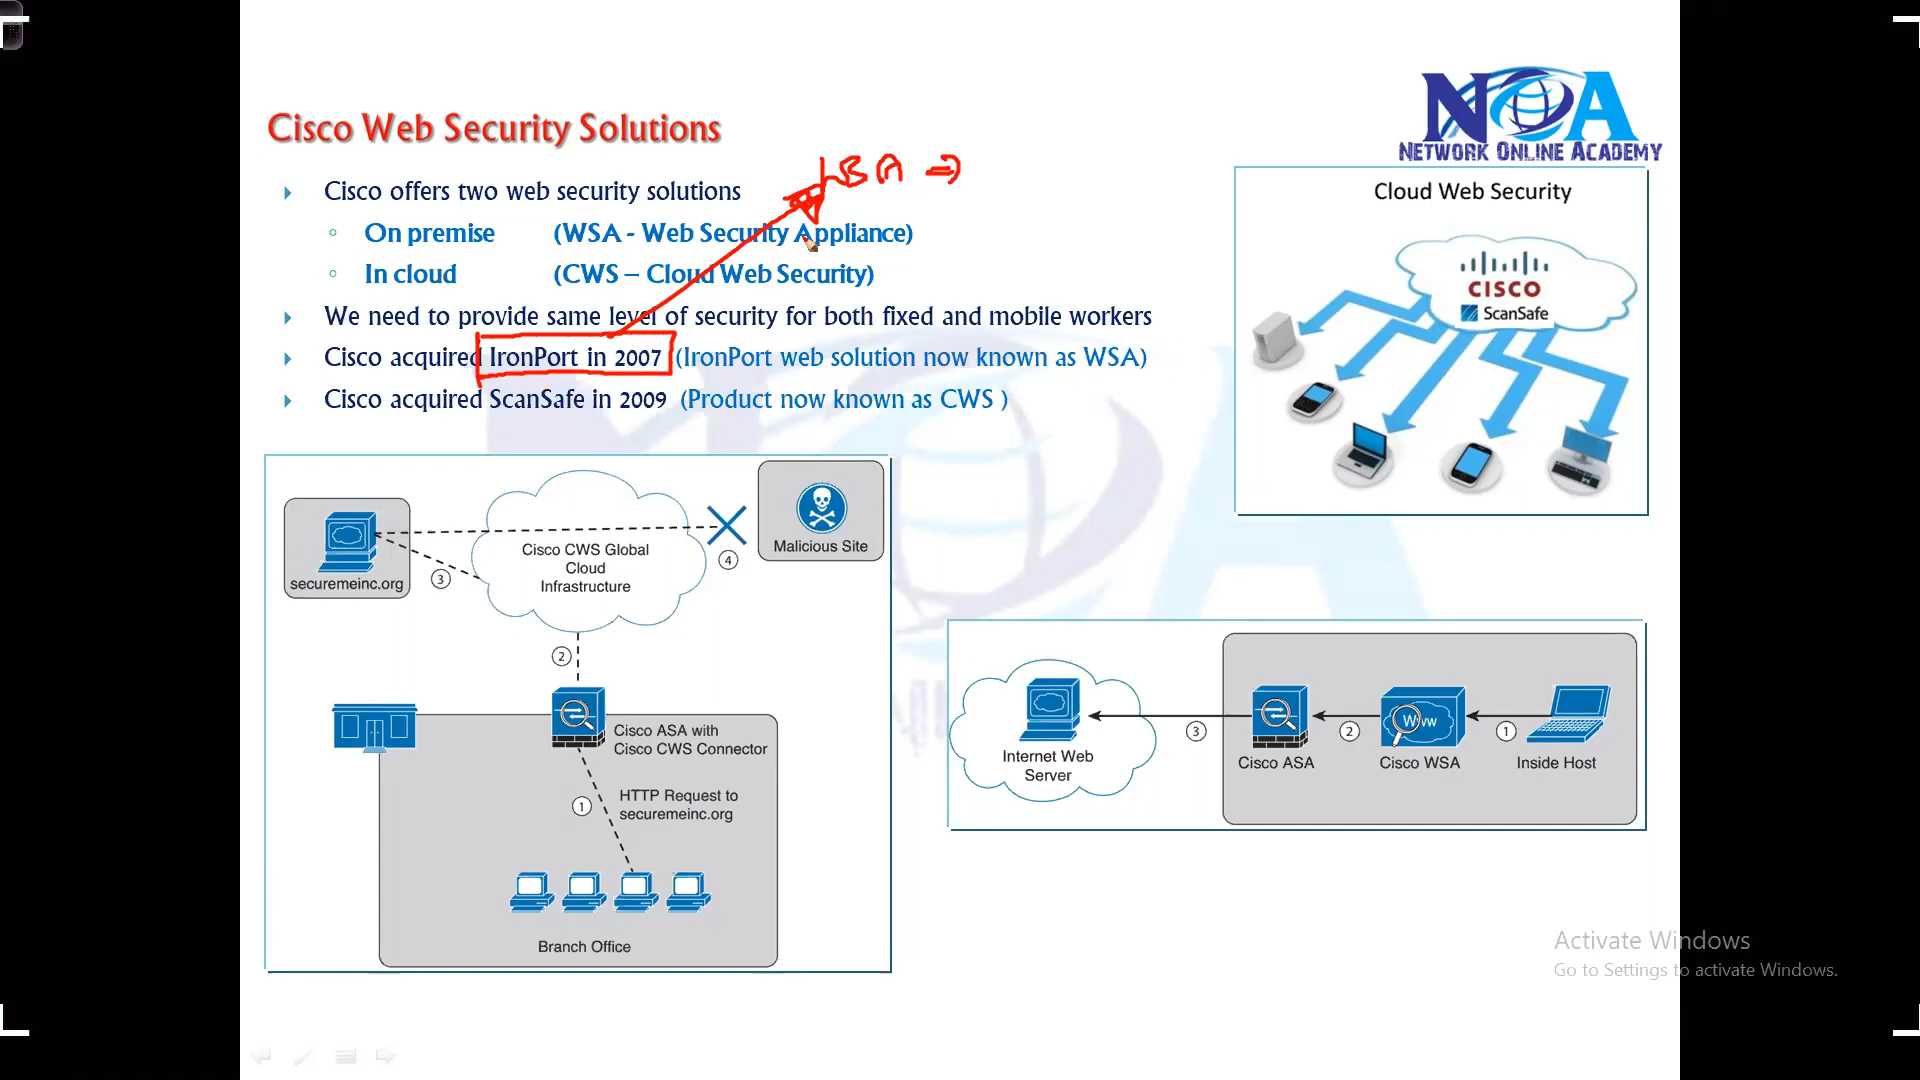 NOA
NETWORK ONLINE ACADEMY
Cisco Web Security Solutions
Cisco offers two web security solutions
On premise (WSA - Web Security Appliance)
In cloud (CWS – Cloud Web Security)
We need to provide same level of security for both fixed and mobile workers
Cisco acquired IronPort in 2007 (IronPort web solution now known as WSA)
Cisco acquired ScanSafe in 2009 (Product now known as CWS )
Cloud Web Security
CISCO
ScanSafe
securemeinc.org
3
Cisco CWS Global
Cloud
Infrastructure
4
Malicious Site
2
Cisco ASA with
Cisco CWS Connector
1
HTTP Request to
securemeinc.org
Branch Office
Internet Web
Server
3
Cisco ASA
2
Www
Cisco WSA
1
Inside Host
Activate Windows
Go to Settings to activate Windows.